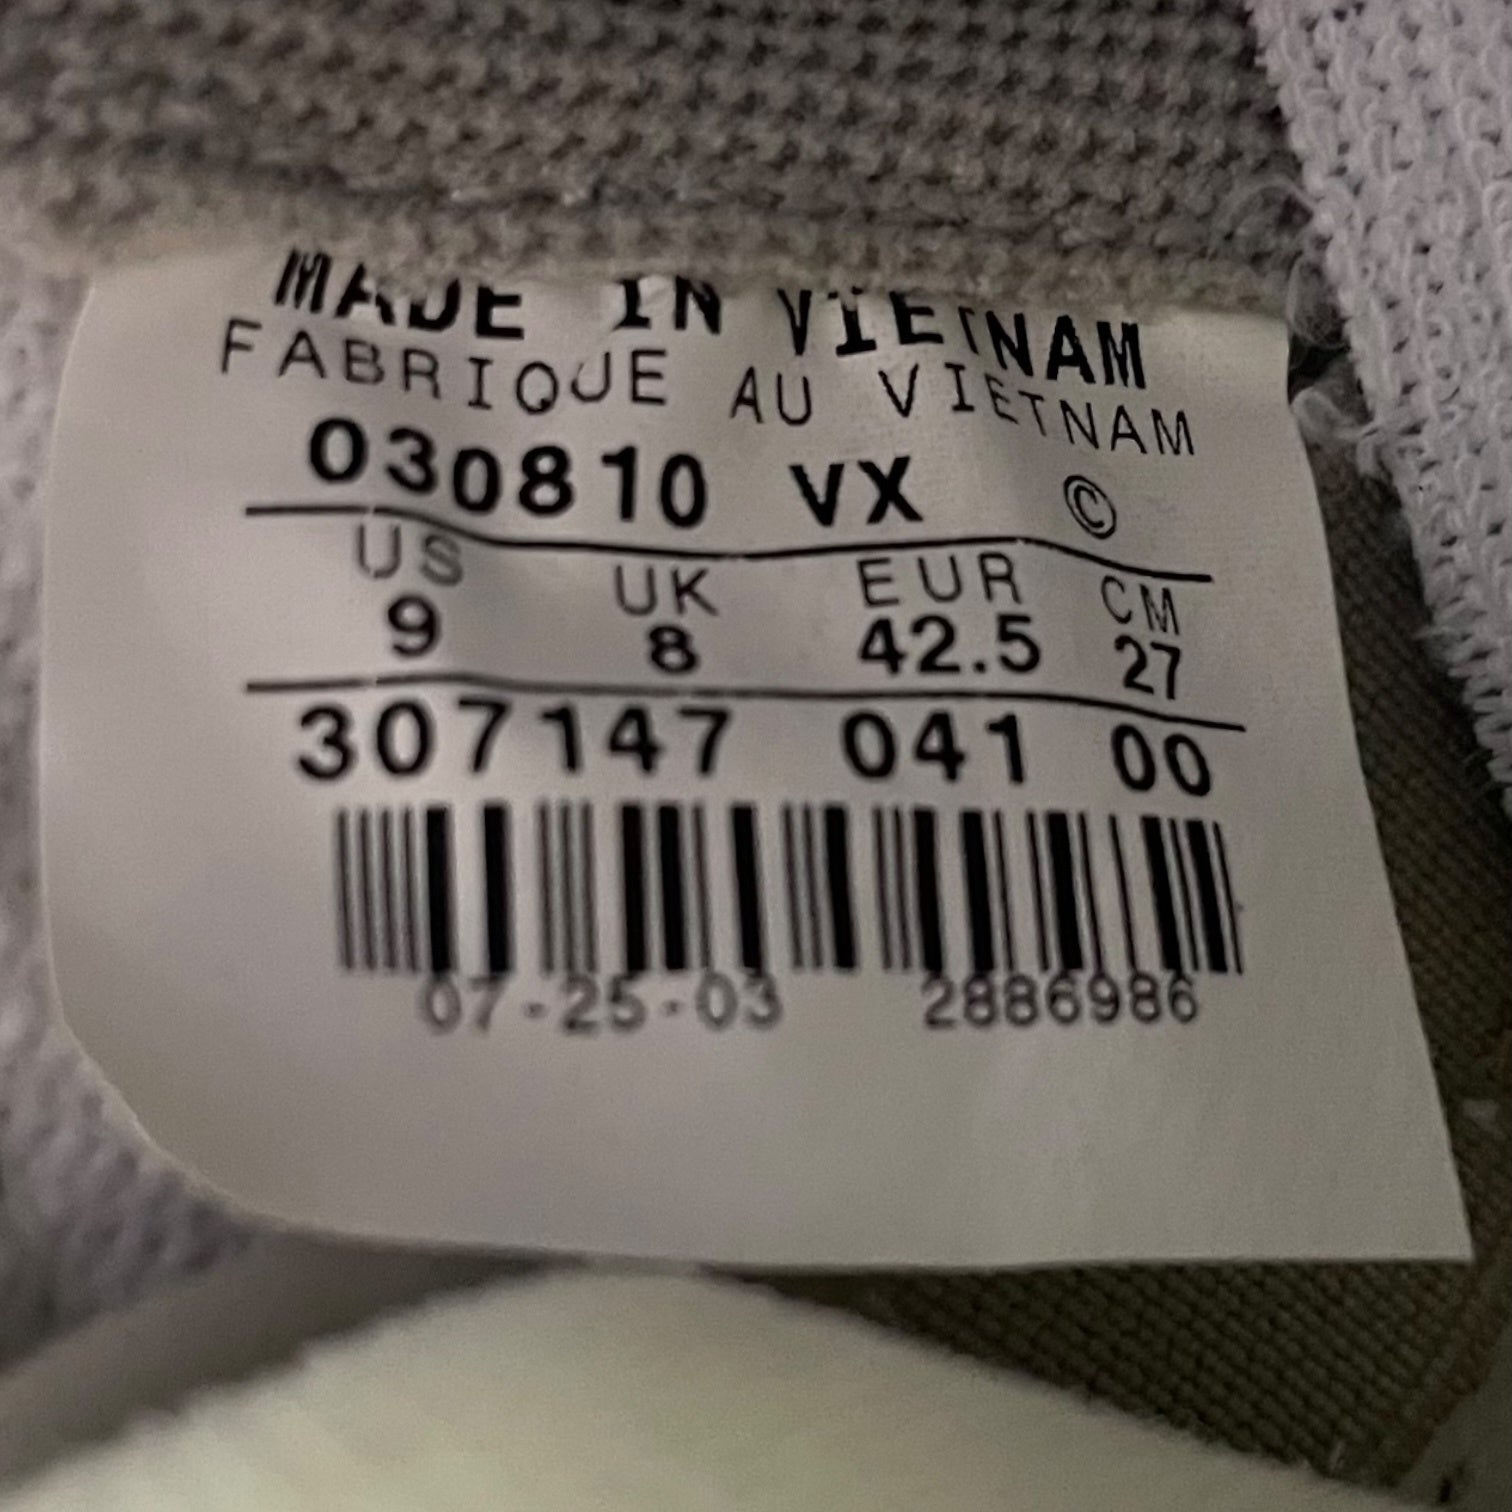 MADE IN VIETNAM
FABRIQUE AU VIETNAM
030810 VX ©
US UK EUR CM
9 8 42.5 27
307147 041 00
07-25-03 2886986